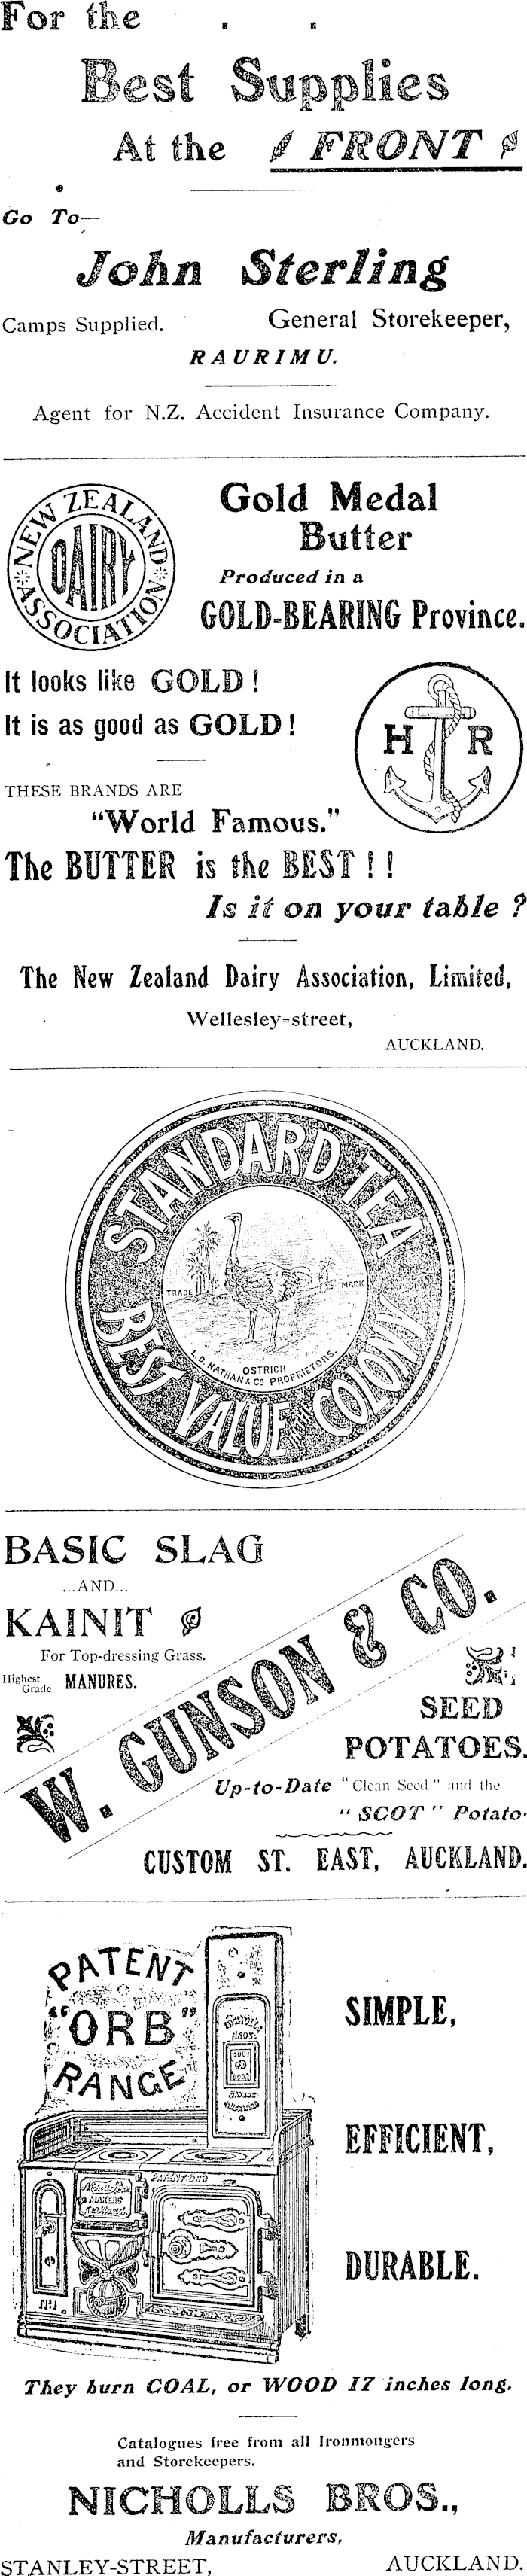 For the . .
Best Supplies
At the FRONT
Go To—
John Sterling
Camps Supplied. General Storekeeper,
RAURIMU.
Agent for N.Z. Accident Insurance Company.
NEW ZEALAND
DAIRY
ASSOCIATION
Gold Medal
Butter
Produced in a
GOLD-BEARING Province.
It looks like GOLD!
It is as good as GOLD!
H R
THESE BRANDS ARE
"World Famous."
The BUTTER is the BEST!!
Is it on your table?
The New Zealand Dairy Association, Limited,
Wellesley=street,
AUCKLAND.
STANDARD TEA
TRADE MARK
OSTRICH
L.D. NATHAN & Co PROPRIETORS.
BEST VALUE COLONY
BASIC SLAG
...AND...
KAINIT
For Top-dressing Grass.
Highest Grade MANURES.
W. GUNSON & CO.
SEED
POTATOES.
Up-to-Date "Clean Seed" and the
"SCOT" Potato.
CUSTOM ST. EAST, AUCKLAND.
PATENT
"ORB"
RANGE
PATENT ORB
MAKERS
No 1
SIMPLE,
EFFICIENT,
DURABLE.
They burn COAL, or WOOD 17 inches long.
Catalogues free from all Ironmongers
and Storekeepers.
NICHOLLS BROS.,
Manufacturers,
STANLEY-STREET, AUCKLAND.